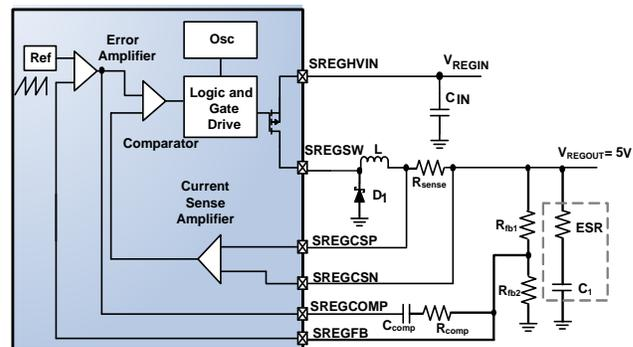 Ref
Error
Amplifier
Osc
Logic and
Gate
Drive
Comparator
Current
Sense
Amplifier
SREGHVIN
SREGSW
SREGCSP
SREGCSN
SREGCOMP
SREGFB
VREGIN
CIN
L
Rsense
D1
VREGOUT= 5V
Rfb1
ESR
Rfb2
C1
Ccomp
Rcomp